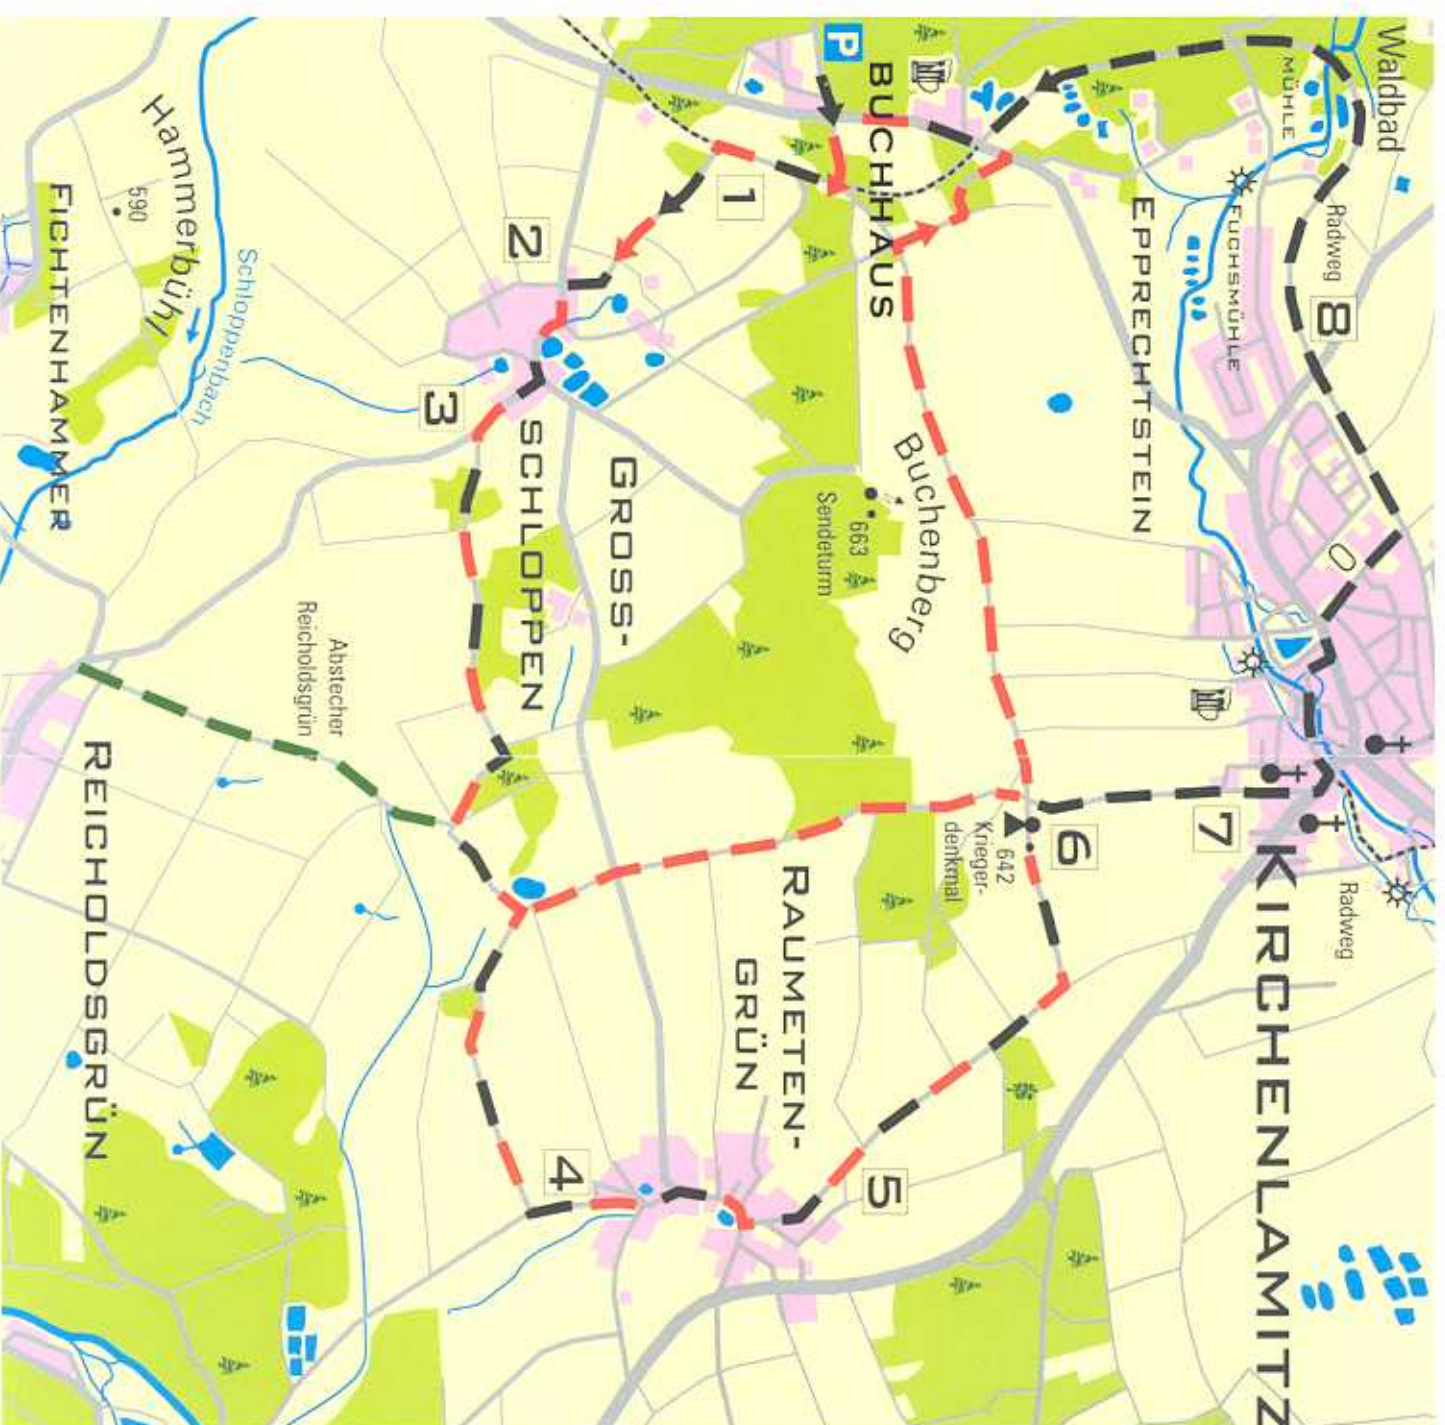 Waldbad
MÜHLE
P
BUCHHAUS
EPPRECHTSTEIN
FUCHSMÜHLE
Radweg
8
Hammerbühl
590
FICHTENHAMMER
Schloppenbach
1
2
3
GROSS-
SCHLOPPEN
Buchenberg
663
Sendeturm
O
Abstecher
Reicholdsgrün
REICHOLDSGRÜN
6
642
Krieger-
denkmal
7
KIRCHENLAMITZ
Radweg
RAUMETEN-
GRÜN
4
5